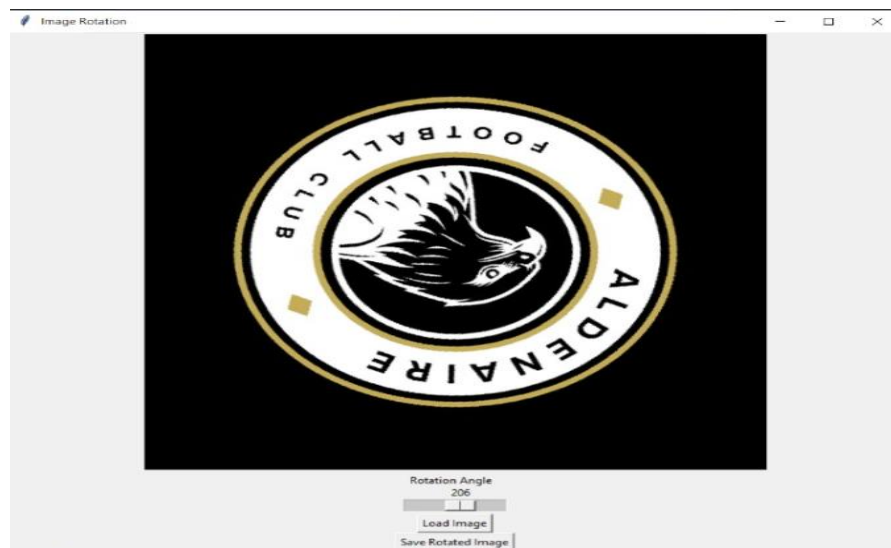 Image Rotation
FOOTBALL CLUB
ALDENAIRE
Rotation Angle
206
Load Image
Save Rotated Image